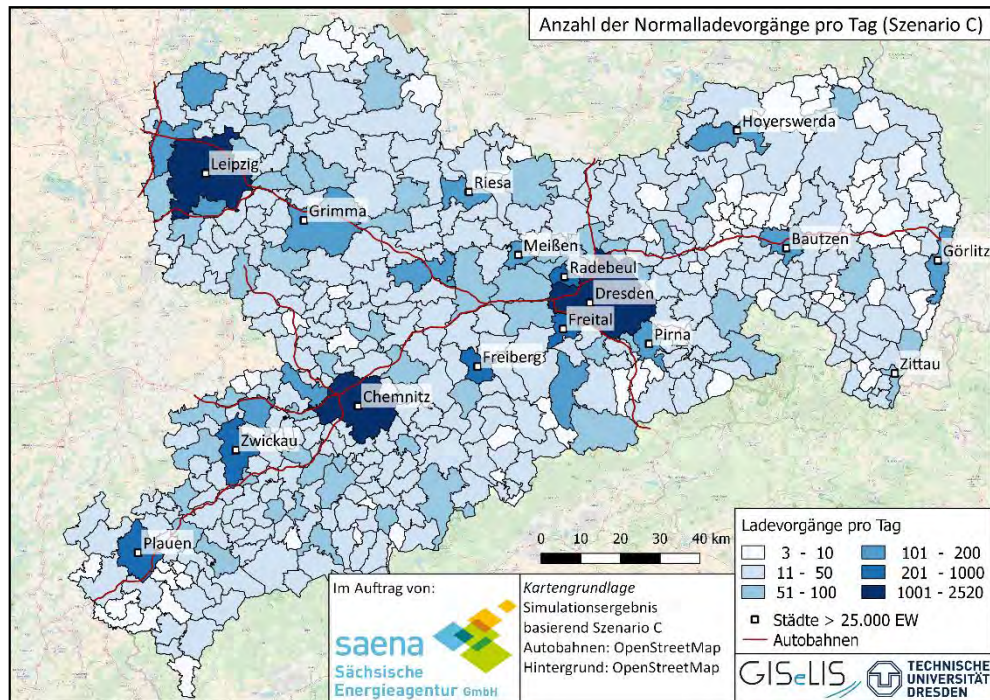 Anzahl der Normalladevorgänge pro Tag (Szenario C)
Hoyerswerda
Leipzig
Riesa
Grimma
Meißen
Bautzen
Görlitz
Radebeul
Dresden
Freital
Pirna
Freiberg
Zittau
Chemnitz
Zwickau
Plauen
0 10 20 30 40 km
Ladevorgänge pro Tag
3 - 10
101 - 200
11 - 50
201 - 1000
51 - 100
1001 - 2520
Städte > 25.000 EW
Autobahnen
Im Auftrag von:
saena
Sächsische
Energieagentur GmbH
Kartengrundlage
Simulationsergebnis
basierend Szenario C
Autobahnen: OpenStreetMap
Hintergrund: OpenStreetMap
GISeLIS
TECHNISCHE
UNIVERSITÄT
DRESDEN